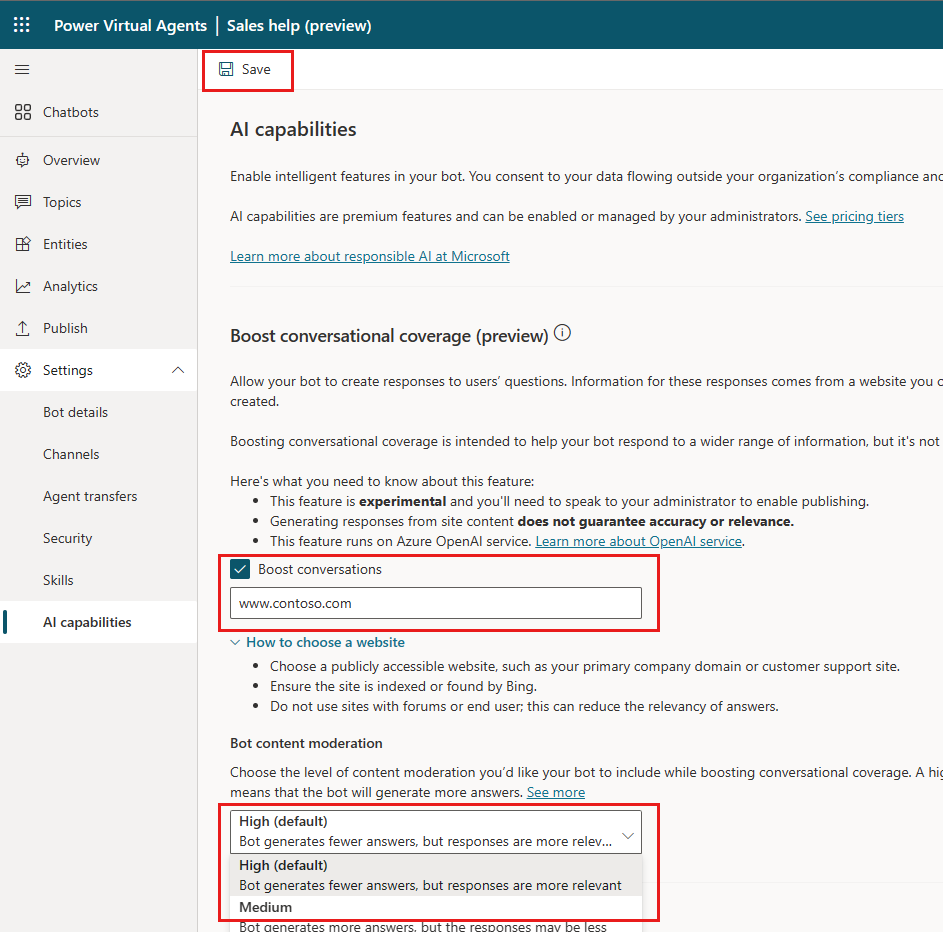 Power Virtual Agents | Sales help (preview)
Save
Chatbots
Overview
Topics
Entities
Analytics
Publish
Settings
Bot details
Channels
Agent transfers
Security
Skills
AI capabilities
AI capabilities
Enable intelligent features in your bot. You consent to your data flowing outside your organization's compliance and
AI capabilities are premium features and can be enabled or managed by your administrators. See pricing tiers
Learn more about responsible AI at Microsoft
Boost conversational coverage (preview)
Allow your bot to create responses to users' questions. Information for these responses comes from a website you
created.
Boosting conversational coverage is intended to help your bot respond to a wider range of information, but it's not
Here's what you need to know about this feature:
• This feature is experimental and you'll need to speak to your administrator to enable publishing.
• Generating responses from site content does not guarantee accuracy or relevance.
• This feature runs on Azure OpenAI service. Learn more about OpenAI service.
Boost conversations
www.contoso.com
How to choose a website
• Choose a publicly accessible website, such as your primary company domain or customer support site.
• Ensure the site is indexed or found by Bing.
• Do not use sites with forums or end user; this can reduce the relevancy of answers.
Bot content moderation
Choose the level of content moderation you'd like your bot to include while boosting conversational coverage. A
means that the bot will generate more answers. See more
High (default)
Bot generates fewer answers, but responses are more relev...
High (default)
Bot generates fewer answers, but responses are more relevant
Medium
Bot generates more answers, but the responses may be less